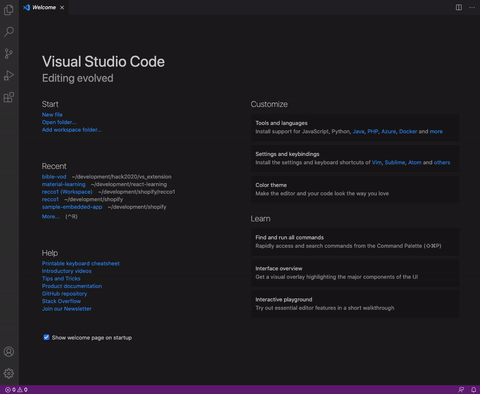 Welcome
Visual Studio Code
Editing evolved
Start
New file
Open folder...
Add workspace folder...
Recent
bible-vod ~/development/hack2020/vs_extension
material-learning ~/development/react-learning
recco1 (Workspace) ~/development/shopify/recco1
recco1 ~/development/shopify
sample-embedded-app ~/development/shopify
More... (^R)
Help
Printable keyboard cheatsheet
Introductory videos
Tips and Tricks
Product documentation
GitHub repository
Stack Overflow
Join our Newsletter
Show welcome page on startup
Customize
Tools and languages
Install support for JavaScript, Python, Java, PHP, Azure, Docker and more
Settings and keybindings
Install the settings and keyboard shortcuts of Vim, Sublime, Atom and others
Color theme
Make the editor and your code look the way you love
Learn
Find and run all commands
Rapidly access and search commands from the Command Palette (⇧⌘P)
Interface overview
Get a visual overlay highlighting the major components of the UI
Interactive playground
Try out essential editor features in a short walkthrough
0 0